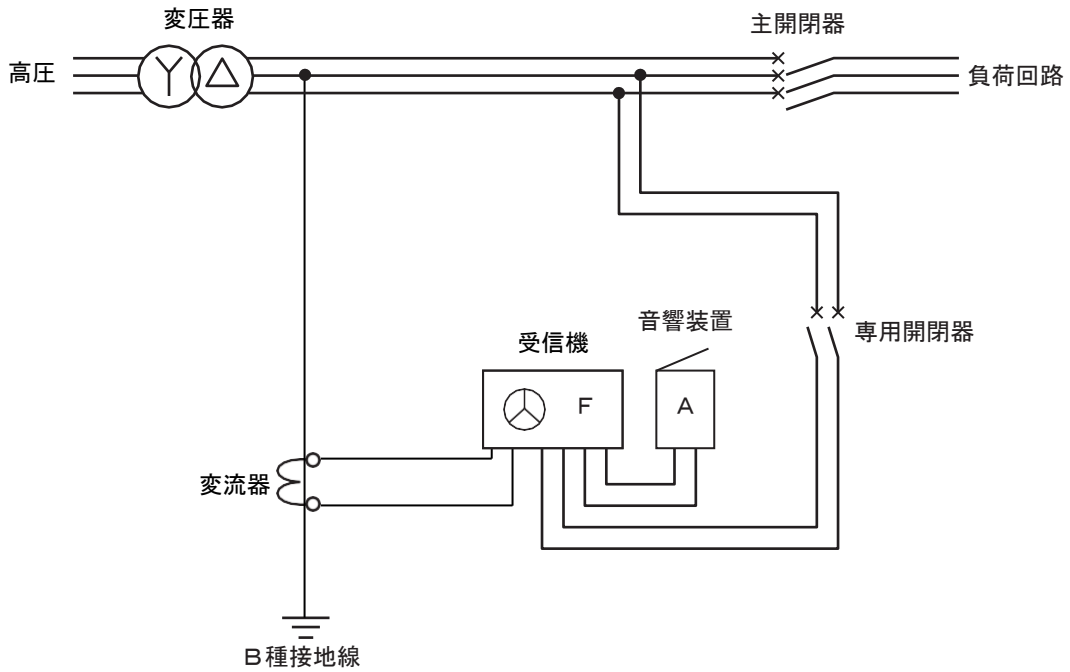 変圧器
主開閉器
高圧
負荷回路
音響装置
専用開閉器
受信機
F
A
変流器
B種接地線